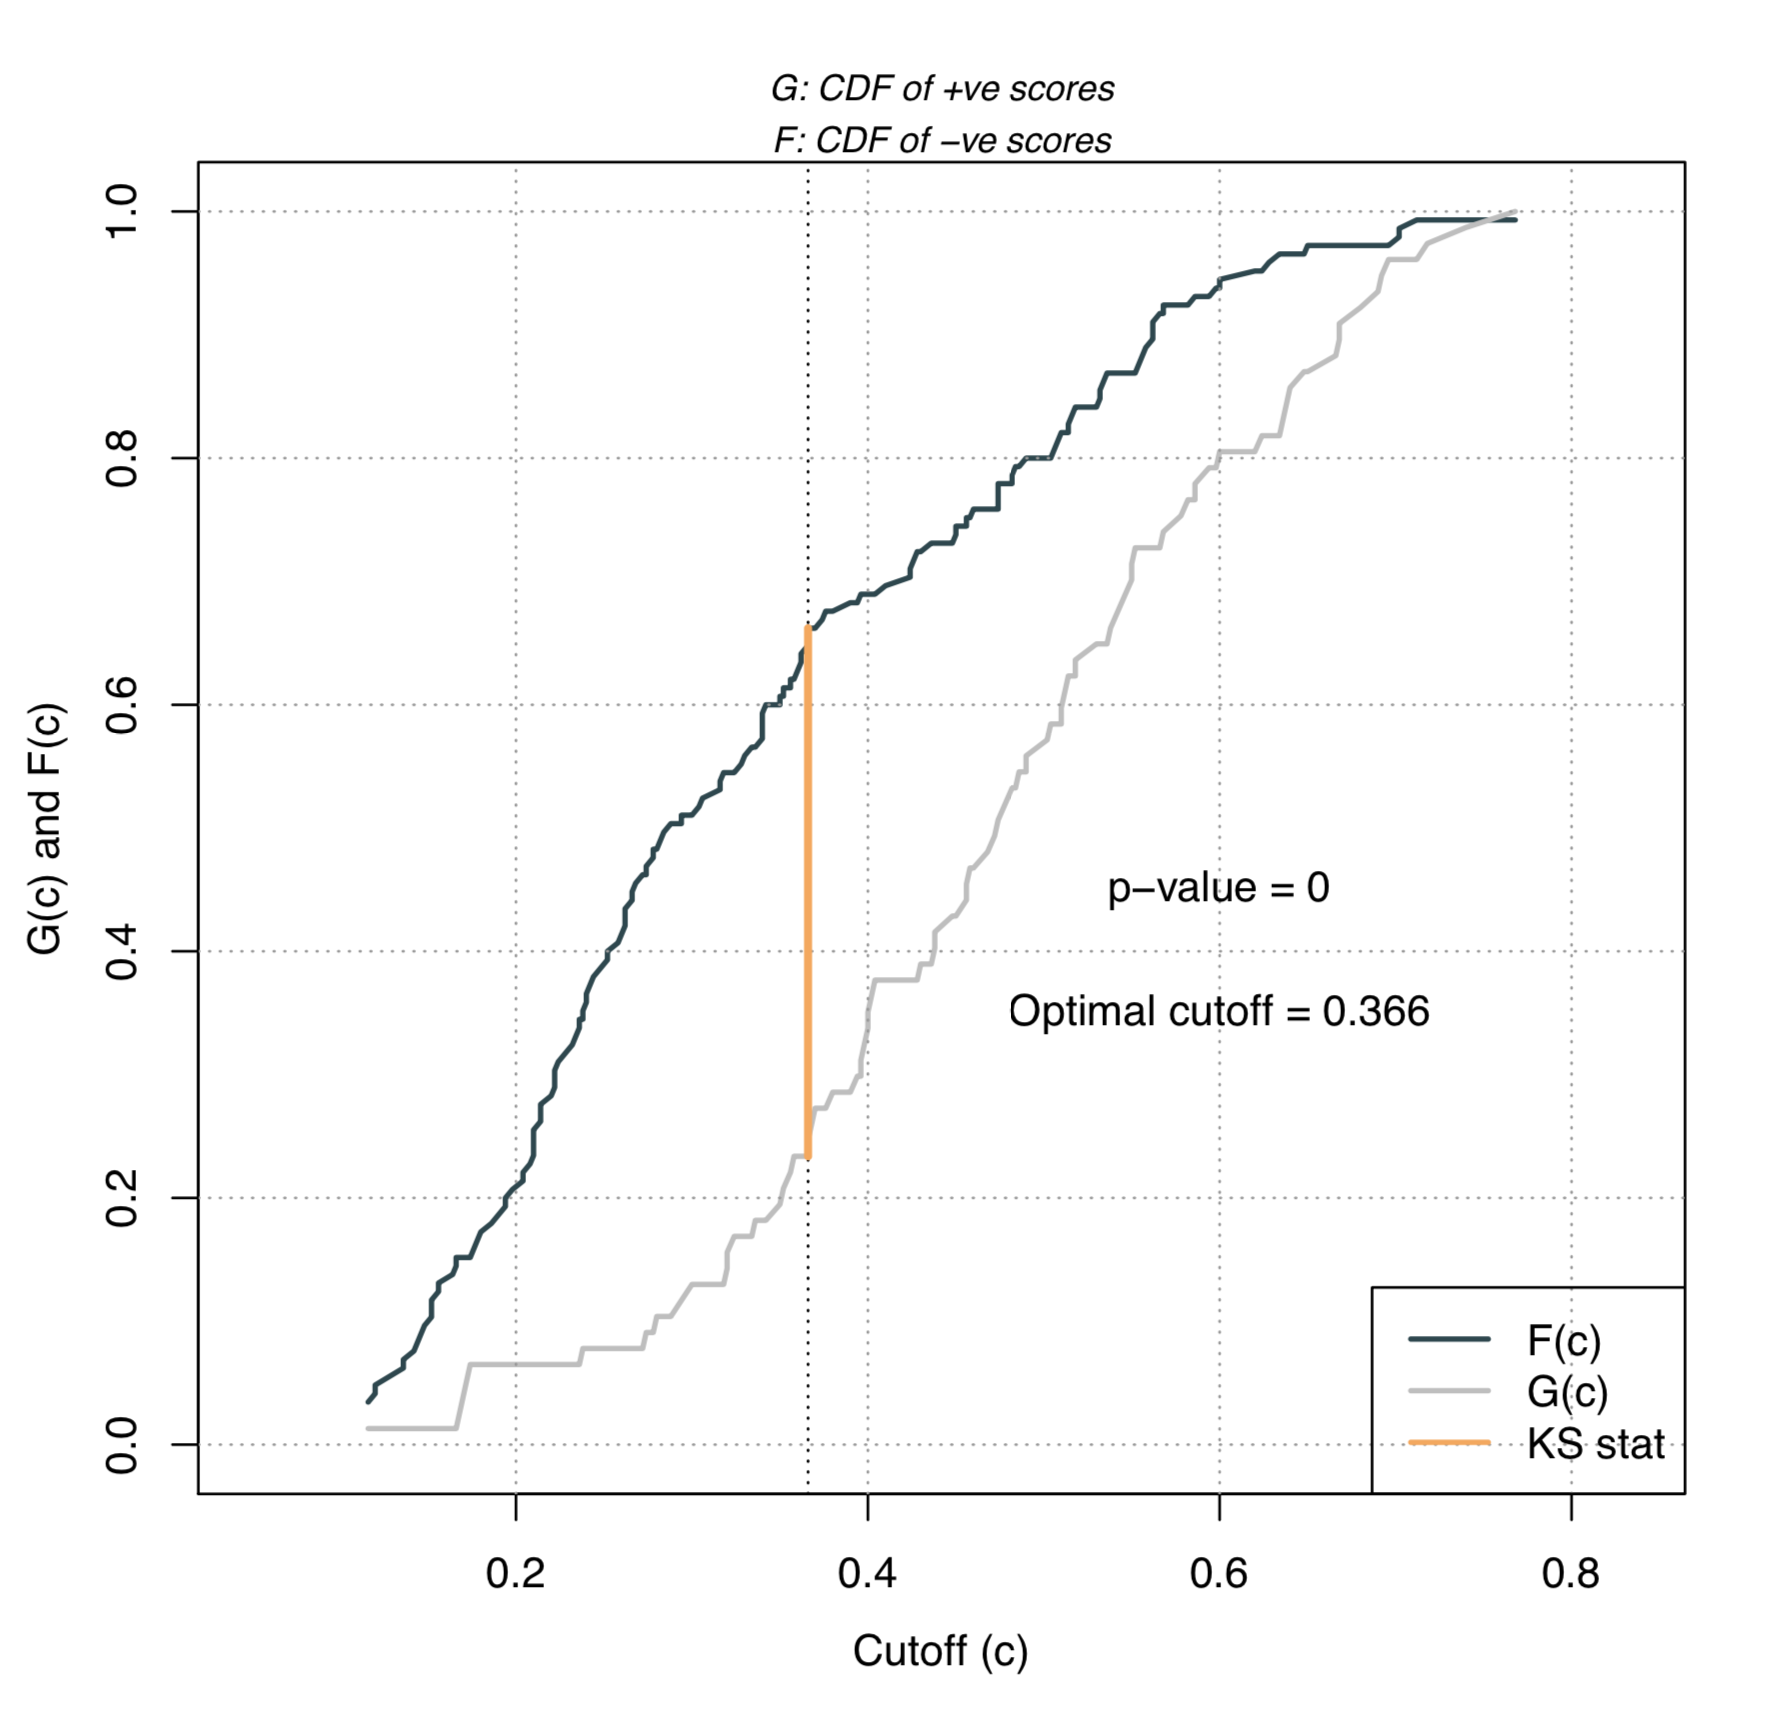 G: CDF of +ve scores
F: CDF of −ve scores
G(c) and F(c)
1.0
0.8
0.6
0.4
0.2
0.0
p−value = 0
Optimal cutoff = 0.366
F(c)
G(c)
KS stat
0.2 0.4 0.6 0.8
Cutoff (c)